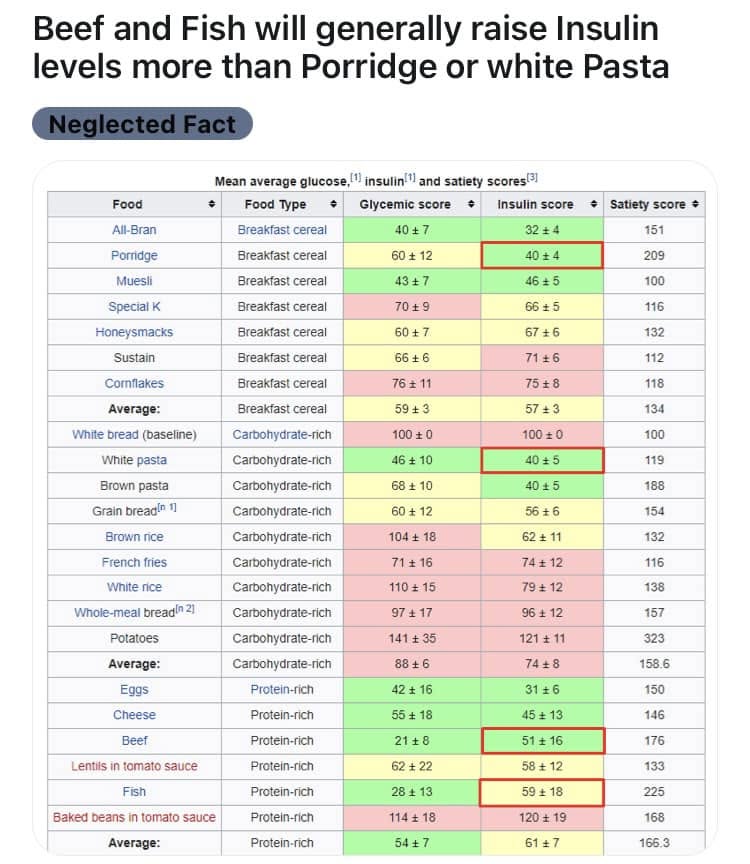 Beef and Fish will generally raise Insulin
levels more than Porridge or white Pasta
Neglected Fact
Mean average glucose,[1] insulin[1] and satiety scores[3]
Food Food Type Glycemic score Insulin score Satiety score
All-Bran Breakfast cereal 40 ± 7 32 ± 4 151
Porridge Breakfast cereal 60 ± 12 40 ± 4 209
Muesli Breakfast cereal 43 ± 7 46 ± 5 100
Special K Breakfast cereal 70 ± 9 66 ± 5 116
Honeysmacks Breakfast cereal 60 ± 7 67 ± 6 132
Sustain Breakfast cereal 66 ± 6 71 ± 6 112
Cornflakes Breakfast cereal 76 ± 11 75 ± 8 118
Average: Breakfast cereal 59 ± 3 57 ± 3 134
White bread (baseline) Carbohydrate-rich 100 ± 0 100 ± 0 100
White pasta Carbohydrate-rich 46 ± 10 40 ± 5 119
Brown pasta Carbohydrate-rich 68 ± 10 40 ± 5 188
Grain bread[n 1] Carbohydrate-rich 60 ± 12 56 ± 6 154
Brown rice Carbohydrate-rich 104 ± 18 62 ± 11 132
French fries Carbohydrate-rich 71 ± 16 74 ± 12 116
White rice Carbohydrate-rich 110 ± 15 79 ± 12 138
Whole-meal bread[n 2] Carbohydrate-rich 97 ± 17 96 ± 12 157
Potatoes Carbohydrate-rich 141 ± 35 121 ± 11 323
Average: Carbohydrate-rich 88 ± 6 74 ± 8 158.6
Eggs Protein-rich 42 ± 16 31 ± 6 150
Cheese Protein-rich 55 ± 18 45 ± 13 146
Beef Protein-rich 21 ± 8 51 ± 16 176
Lentils in tomato sauce Protein-rich 62 ± 22 58 ± 12 133
Fish Protein-rich 28 ± 13 59 ± 18 225
Baked beans in tomato sauce Protein-rich 114 ± 18 120 ± 19 168
Average: Protein-rich 54 ± 7 61 ± 7 166.3